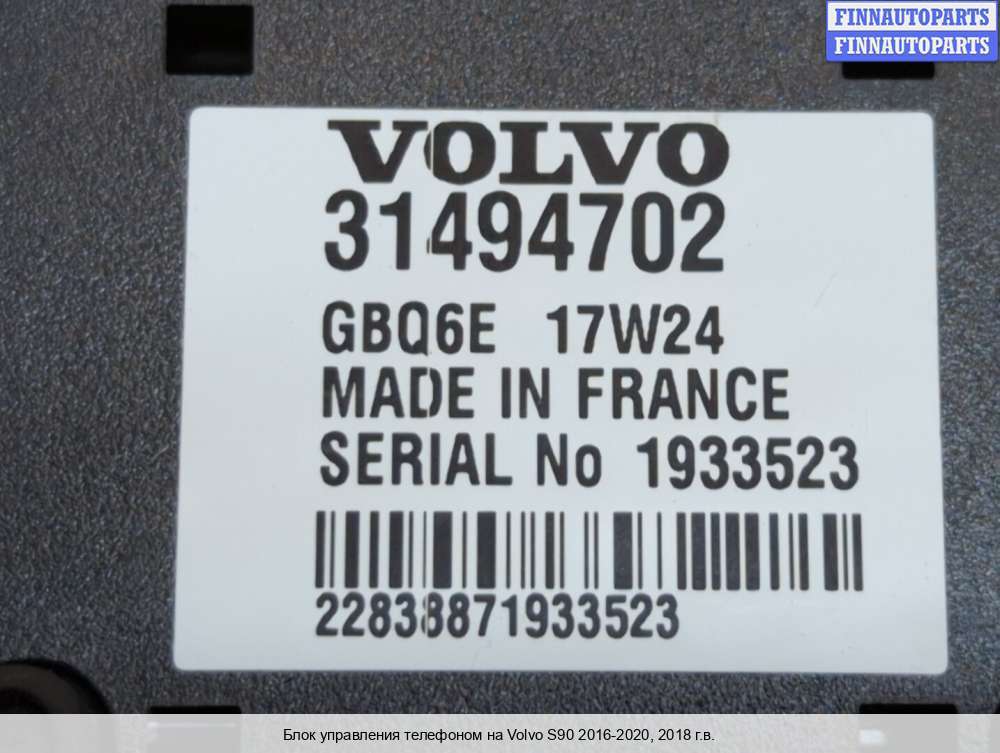 FINNAUTOPARTS
FINNAUTOPARTS
VOLVO
31494702
GBQ6E 17W24
MADE IN FRANCE
SERIAL No 1933523
22838871933523
Блок управления телефоном на Volvo S90 2016-2020, 2018 г.в.